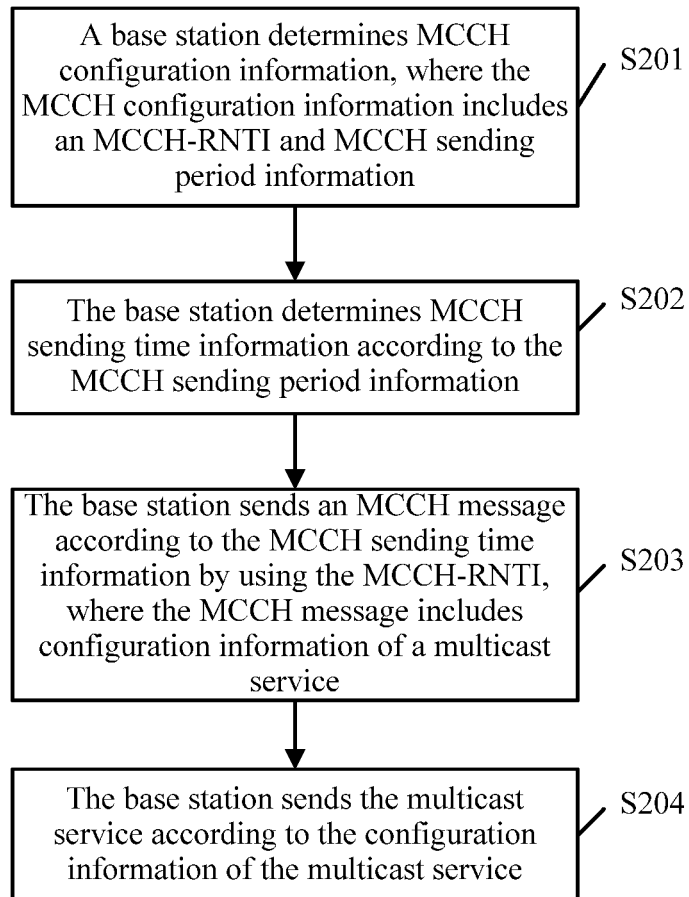 A base station determines MCCH
configuration information, where the
MCCH configuration information includes
an MCCH-RNTI and MCCH sending
period information
S201
The base station determines MCCH
sending time information according to the
MCCH sending period information
S202
The base station sends an MCCH message
according to the MCCH sending time
information by using the MCCH-RNTI,
where the MCCH message includes
configuration information of a multicast
service
S203
The base station sends the multicast
service according to the configuration
information of the multicast service
S204